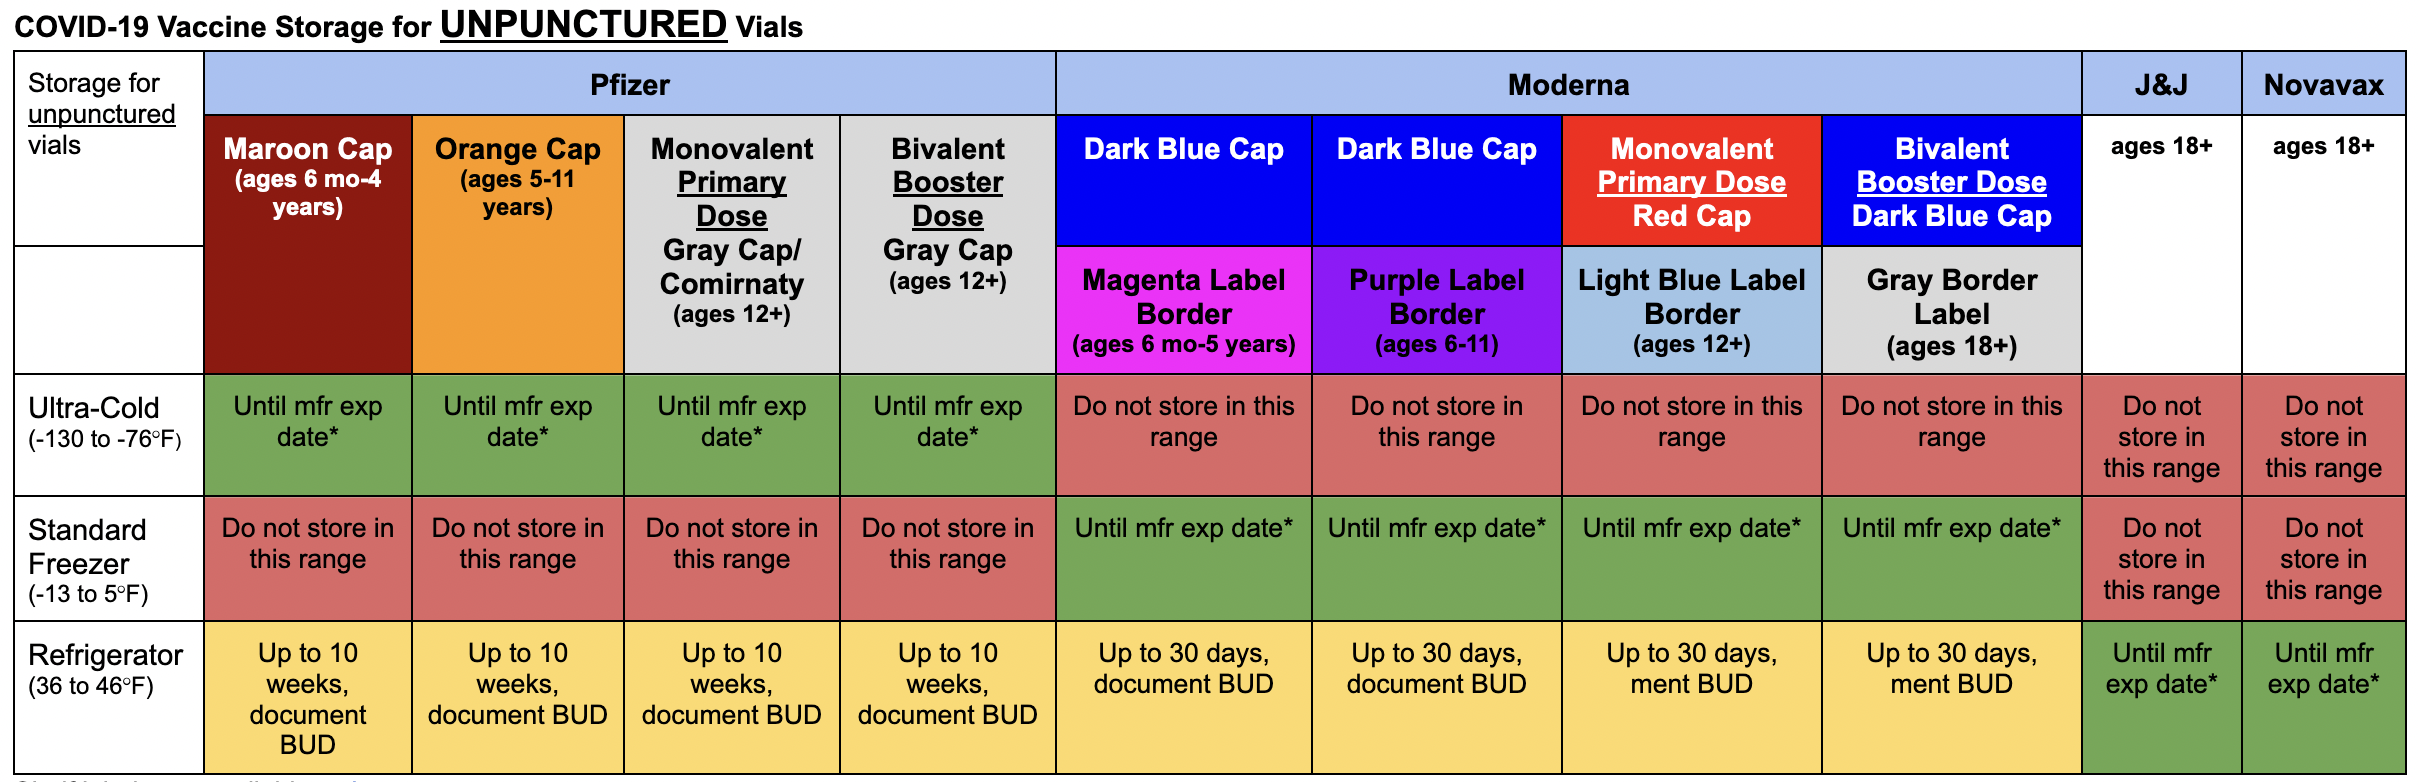 COVID-19 Vaccine Storage for UNPUNCTURED Vials
Storage for
unpunctured
vials
Pfizer
Moderna
J&J
Novavax
Maroon Cap
(ages 6 mo-4
years)
Orange Cap
(ages 5-11
years)
Monovalent
Primary
Dose
Gray Cap/
Comirnaty
(ages 12+)
Bivalent
Booster
Dose
Gray Cap
(ages 12+)
Dark Blue Cap
Dark Blue Cap
Monovalent
Primary Dose
Red Cap
Bivalent
Booster Dose
Dark Blue Cap
ages 18+
ages 18+
Magenta Label
Border
(ages 6 mo-5 years)
Purple Label
Border
(ages 6-11)
Light Blue Label
Border
(ages 12+)
Gray Border
Label
(ages 18+)
Ultra-Cold
(-130 to -76°F)
Until mfr exp
date*
Until mfr exp
date*
Until mfr exp
date*
Until mfr exp
date*
Do not store in this
range
Do not store in
this range
Do not store in this
range
Do not store in this
range
Do not
store in
this range
Do not
store in
this range
Standard
Freezer
(-13 to 5°F)
Do not store in
this range
Do not store in
this range
Do not store in
this range
Do not store in
this range
Until mfr exp date*
Until mfr exp date*
Until mfr exp date*
Until mfr exp date*
Do not
store in
this range
Do not
store in
this range
Refrigerator
(36 to 46°F)
Up to 10
weeks,
document
BUD
Up to 10
weeks,
document BUD
Up to 10
weeks,
document BUD
Up to 10
weeks,
document BUD
Up to 30 days,
document BUD
Up to 30 days,
document BUD
Up to 30 days,
ment BUD
Up to 30 days,
ment BUD
Until mfr
exp date*
Until mfr
exp date*